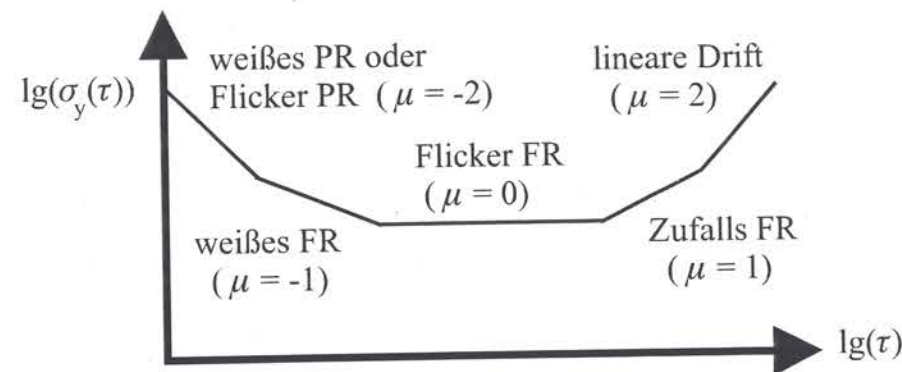 weißes PR oder
Flicker PR ( μ = -2)
lineare Drift
( μ = 2)
lg(σy(τ))
Flicker FR
( μ = 0)
weißes FR
( μ = -1)
Zufalls FR
( μ = 1)
lg(τ)